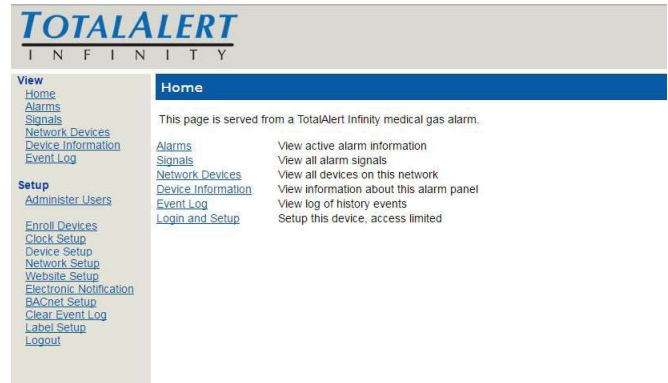 TOTALALERT
INFINITY
View
Home
Alarms
Signals
Network Devices
Device Information
Event Log
Setup
Administer Users
Enroll Devices
Clock Setup
Device Setup
Network Setup
Website Setup
Electronic Notification
BACnet Setup
Clear Event Log
Label Setup
Logout
Home
This page is served from a TotalAlert Infinity medical gas alarm.
Alarms View active alarm information
Signals View all alarm signals
Network Devices View all devices on this network
Device Information View information about this alarm panel
Event Log View log of history events
Login and Setup Setup this device, access limited